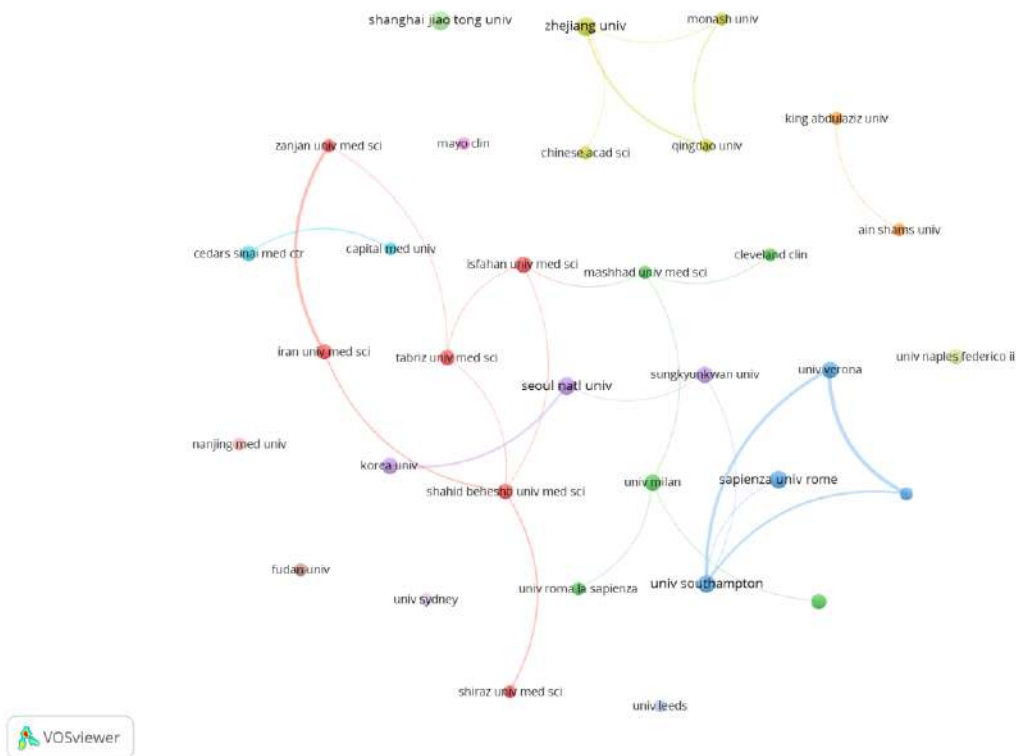 shanghai jiao tong univ
zhejiang univ
monash univ
king abdulaziz univ
zanjan univ med sci
mayo clin
chinese acad sci
qingdao univ
ain shams univ
cedars sinai med ctr
capital med univ
isfahan univ med sci
mashhad univ med sci
cleveland clin
iran univ med sci
tabriz univ med sci
univ naples federico ii
seoul natl univ
sungkyunkwan univ
univ verona
nanjing med univ
korea univ
shahid behesho univ med sci
univ milan
sapienza univ rome
fudan univ
univ sydney
univ roma la sapienza
univ southampton
shiraz univ med sci
univ leeds
VOSviewer